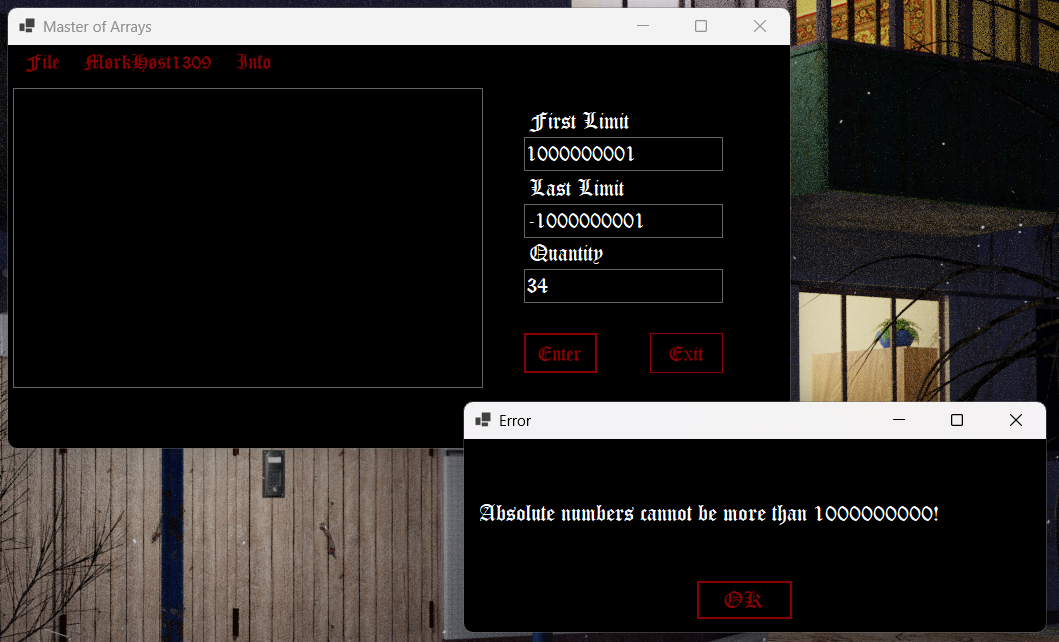 Master of Arrays
File MorkHost1309 Info
First Limit
1000000001
Last Limit
-1000000001
Quantity
34
Enter Exit
Error
Absolute numbers cannot be more than 1000000000!
OK